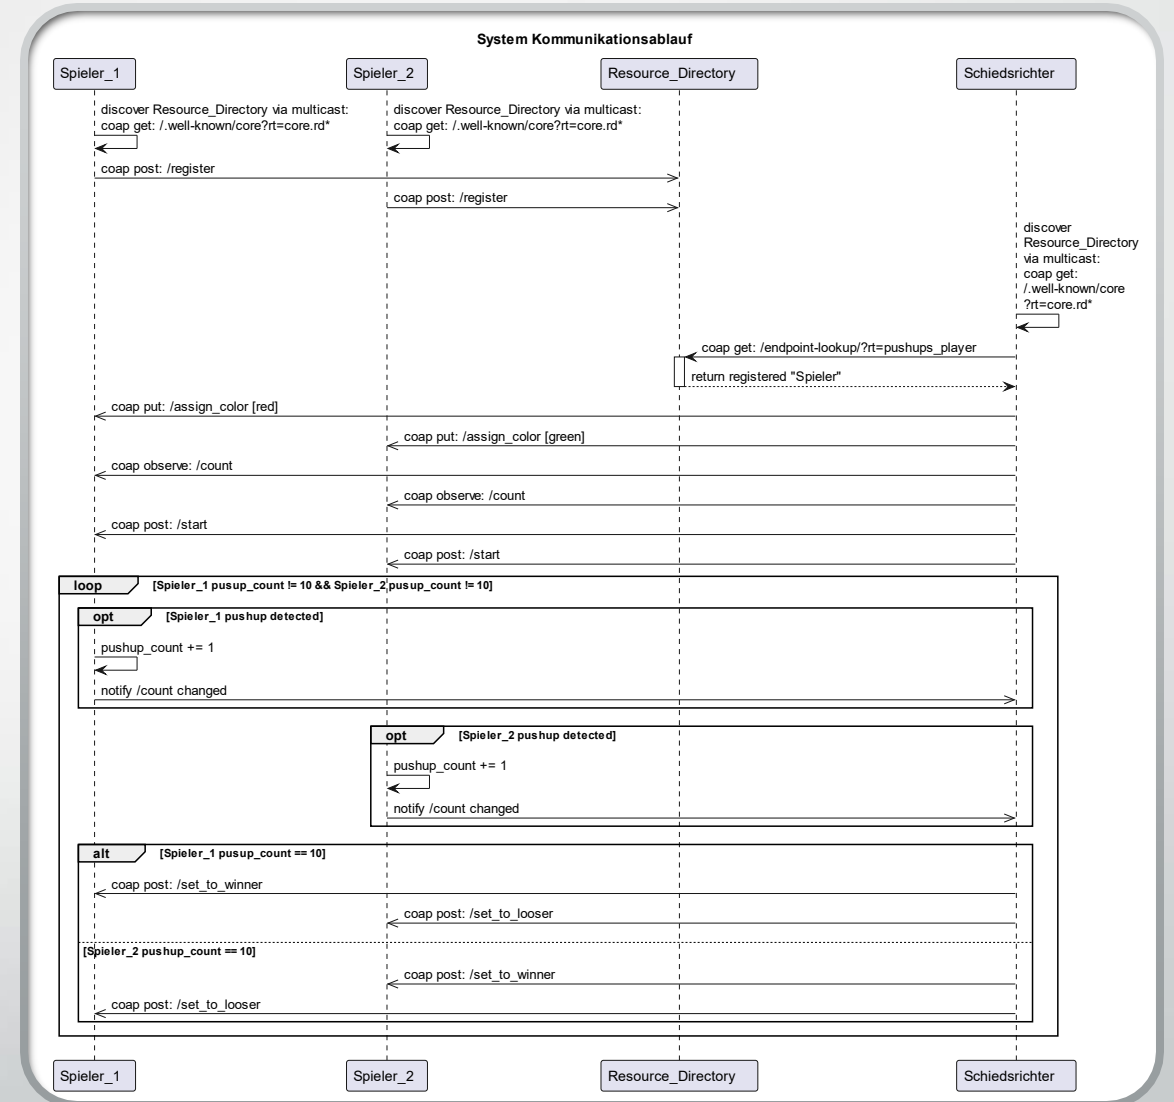 System Kommunikationsablauf
Spieler_1
Spieler_2
Resource_Directory
Schiedsrichter
discover Resource_Directory via multicast:
coap get: /.well-known/core?rt=core.rd*
discover Resource_Directory via multicast:
coap get: /.well-known/core?rt=core.rd*
coap post: /register
coap post: /register
discover
Resource_Directory
via multicast:
coap get:
/.well-known/core
?rt=core.rd*
coap get: /endpoint-lookup/?rt=pushups_player
return registered "Spieler"
coap put: /assign_color [red]
coap put: /assign_color [green]
coap observe: /count
coap observe: /count
coap post: /start
coap post: /start
loop [Spieler_1 pusup_count != 10 && Spieler_2 pusup_count != 10]
opt [Spieler_1 pushup detected]
pushup_count += 1
notify /count changed
opt [Spieler_2 pushup detected]
pushup_count += 1
notify /count changed
alt [Spieler_1 pusup_count == 10]
coap post: /set_to_winner
coap post: /set_to_looser
[Spieler_2 pushup_count == 10]
coap post: /set_to_winner
coap post: /set_to_looser
Spieler_1
Spieler_2
Resource_Directory
Schiedsrichter